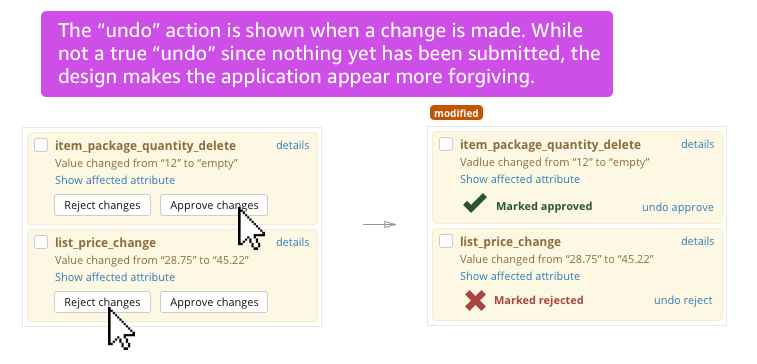 The “undo” action is shown when a change is made. While
not a true “undo” since nothing yet has been submitted, the
design makes the application appear more forgiving.
item_package_quantity_delete details
Value changed from “12” to “empty”
Show affected attribute
Reject changes Approve changes
list_price_change details
Value changed from “28.75” to “45.22”
Show affected attribute
Reject changes Approve changes
modified
item_package_quantity_delete details
Vadlue changed from “12” to “empty”
Show affected attribute
Marked approved undo approve
list_price_change details
Value changed from “28.75” to “45.22”
Show affected attribute
Marked rejected undo reject